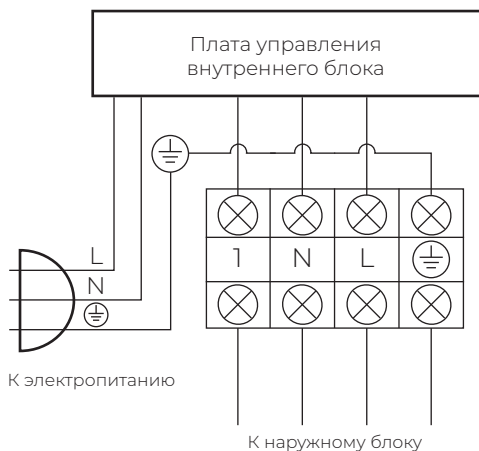 Плата управления
внутреннего блока
L
N
1 N L
К электропитанию
К наружному блоку